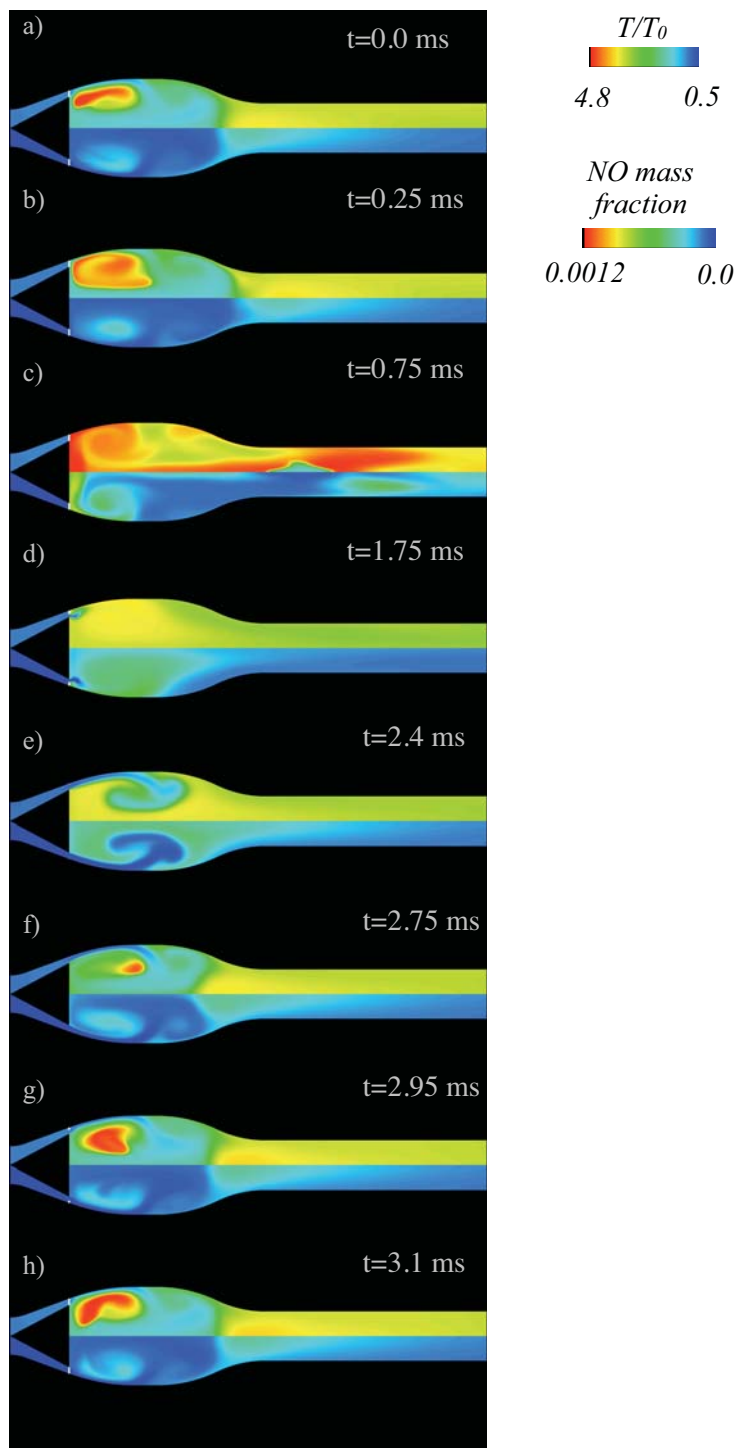 a)
t=0.0 ms
T/T0
4.8
0.5
b)
t=0.25 ms
NO mass
fraction
0.0012
0.0
c)
t=0.75 ms
d)
t=1.75 ms
e)
t=2.4 ms
f)
t=2.75 ms
g)
t=2.95 ms
h)
t=3.1 ms